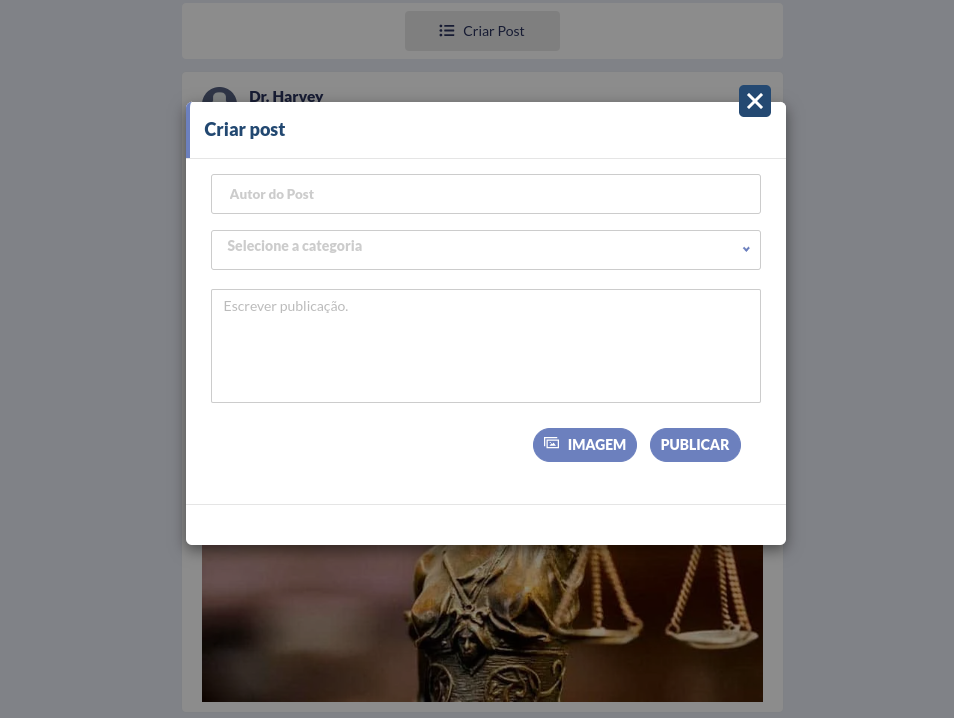 Criar Post
Dr. Harvey
Criar post
Autor do Post
Selecione a categoria
Escrever publicação.
IMAGEM
PUBLICAR